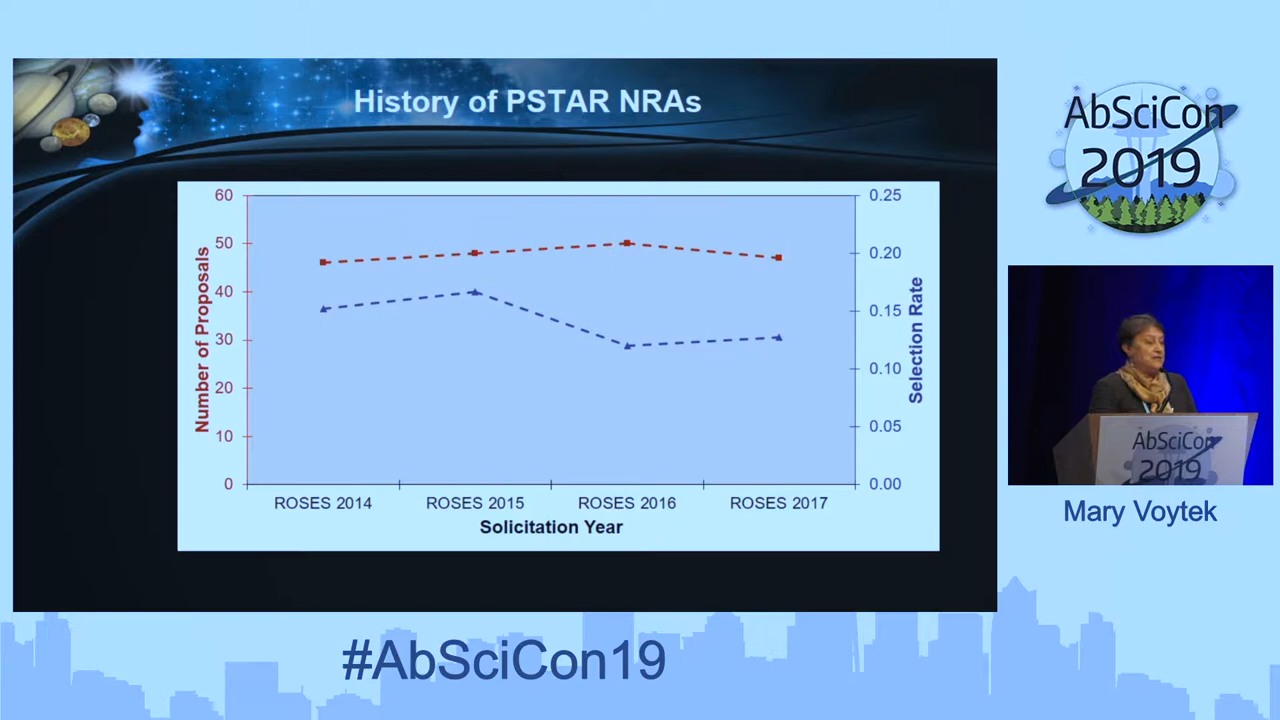 History of PSTAR NRAs
60
50
40
30
20
10
0
Number of Proposals
0.25
0.20
0.15
0.10
0.05
0.00
Selection Rate
ROSES 2014
ROSES 2015
ROSES 2016
ROSES 2017
Solicitation Year
AbSciCon
2019
AbSciCon
2019
Mary Voytek
#AbSciCon19